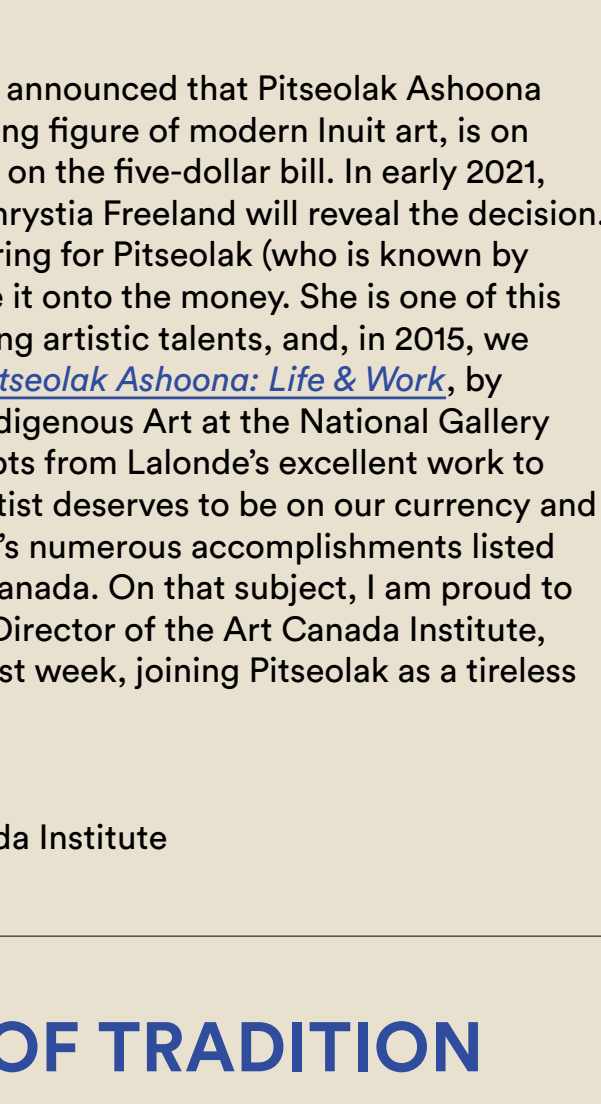 announced that Pitseolak Ashoona
ng figure of modern Inuit art, is on
on the five-dollar bill. In early 2021,
hrystia Freeland will reveal the decision.
ring for Pitseolak (who is known by
e it onto the money. She is one of this
ng artistic talents, and, in 2015, we
tseolak Ashoona: Life & Work, by
digenous Art at the National Gallery
pts from Lalonde’s excellent work to
tist deserves to be on our currency and
’s numerous accomplishments listed
anada. On that subject, I am proud to
Director of the Art Canada Institute,
st week, joining Pitseolak as a tireless
da Institute
OF TRADITION